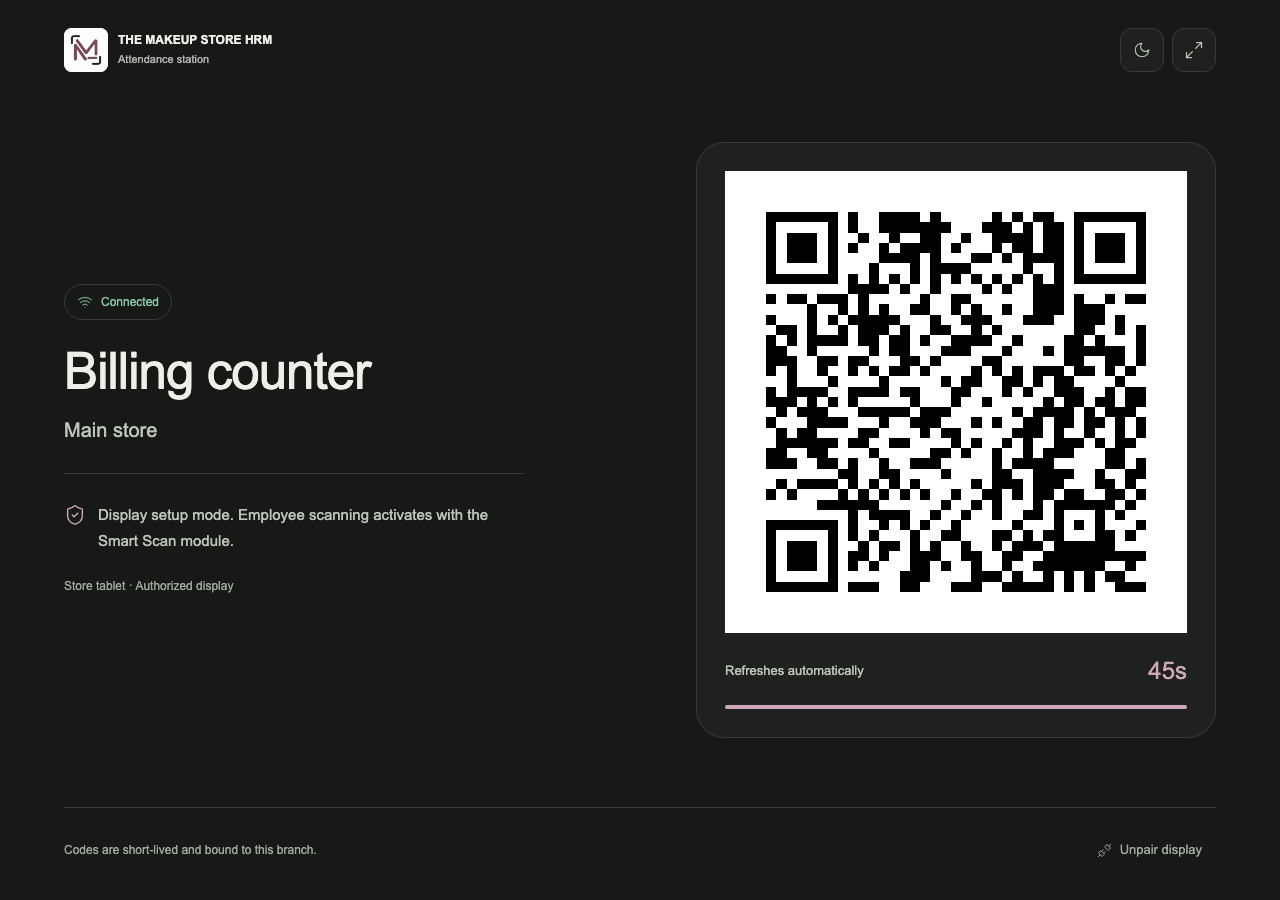 THE MAKEUP STORE HRM
Attendance station
Connected
Billing counter
Main store
Display setup mode. Employee scanning activates with the
Smart Scan module.
Store tablet · Authorized display
Refreshes automatically
45s
Codes are short-lived and bound to this branch.
Unpair display